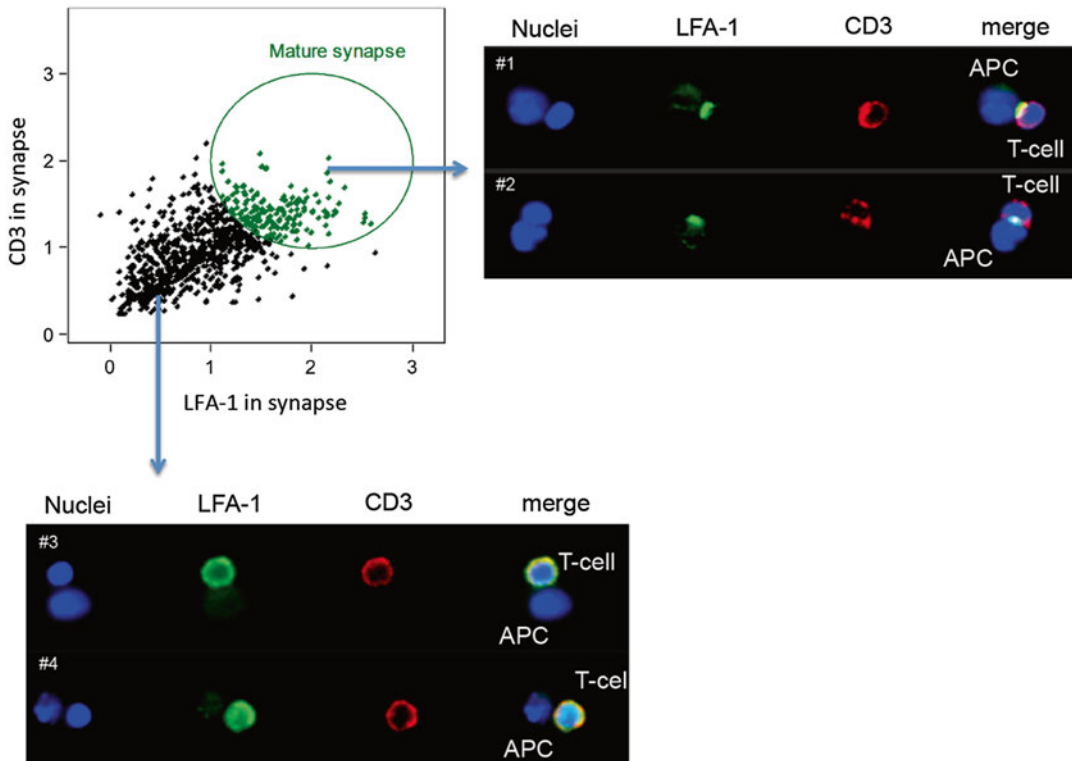 Mature synapse
CD3 in synapse
3
2
1
0
0 1 2 3
LFA-1 in synapse
Nuclei LFA-1 CD3 merge
#1
APC
T-cell
#2
T-cell
APC
Nuclei LFA-1 CD3 merge
#3
T-cell
APC
#4
T-cel
APC